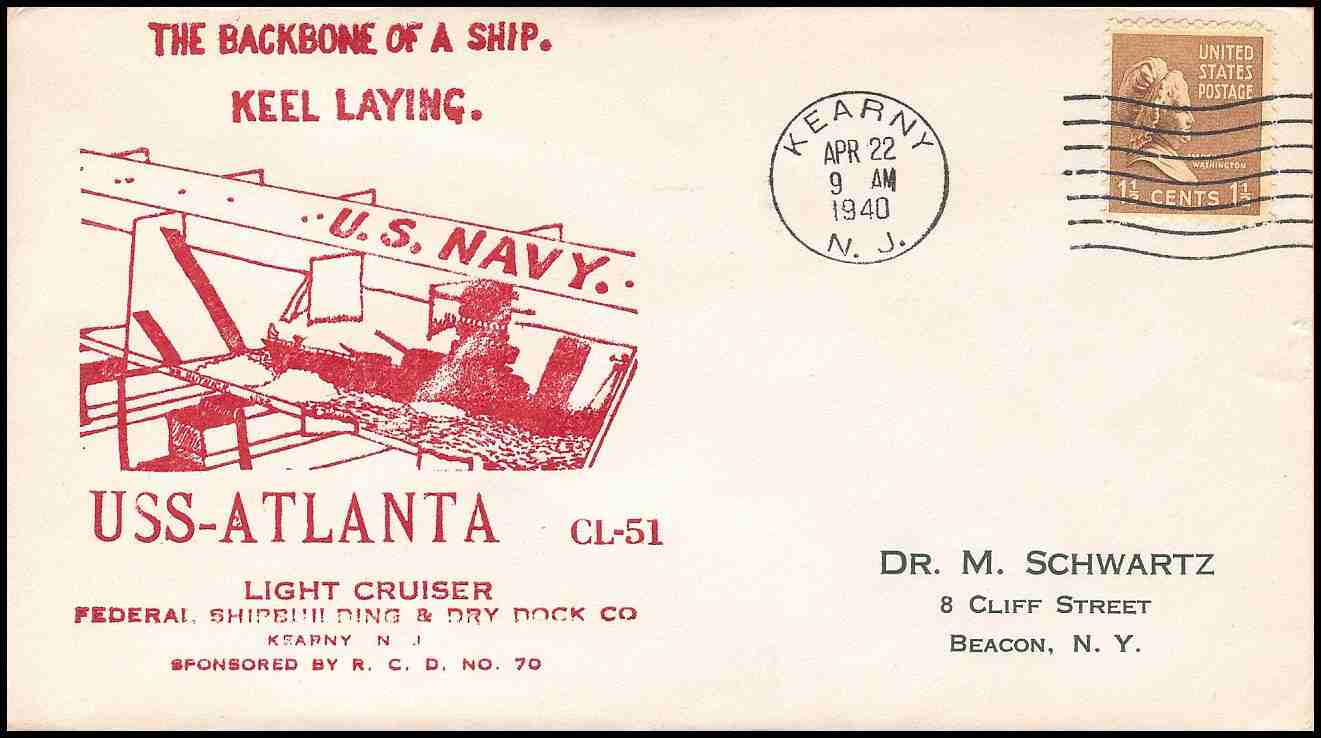 THE BACKBONE OF A SHIP.
KEEL LAYING.
U.S. NAVY.
USS-ATLANTA CL-51
LIGHT CRUISER
FEDERAL SHIPBUILDING & DRY DOCK CO
KEARNY N J
SPONSORED BY R. C. D. NO. 70
KEARNY
APR 22
9 AM
1940
N. J.
UNITED
STATES
POSTAGE
WASHINGTON
1½ CENTS 1½
DR. M. SCHWARTZ
8 CLIFF STREET
BEACON, N. Y.